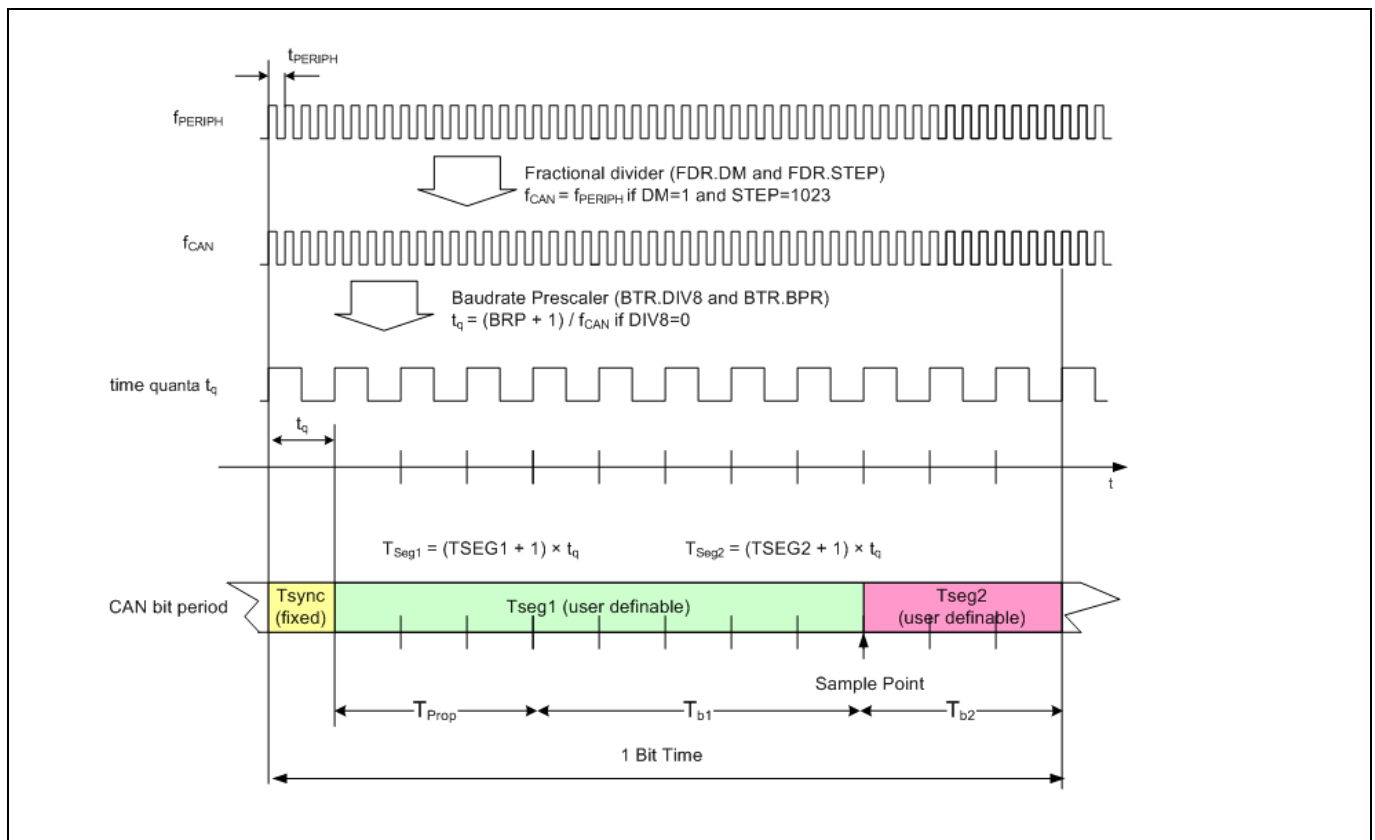 tPERIPH
fPERIPH
Fractional divider (FDR.DM and FDR.STEP)
fCAN = fPERIPH if DM=1 and STEP=1023
fCAN
Baudrate Prescaler (BTR.DIV8 and BTR.BPR)
tq = (BRP + 1) / fCAN if DIV8=0
time quanta tq
tq
t
TSeg1 = (TSEG1 + 1) × tq
TSeg2 = (TSEG2 + 1) × tq
CAN bit period
Tsync
(fixed)
Tseg1 (user definable)
Tseg2
(user definable)
Sample Point
TProp
Tb1
Tb2
1 Bit Time